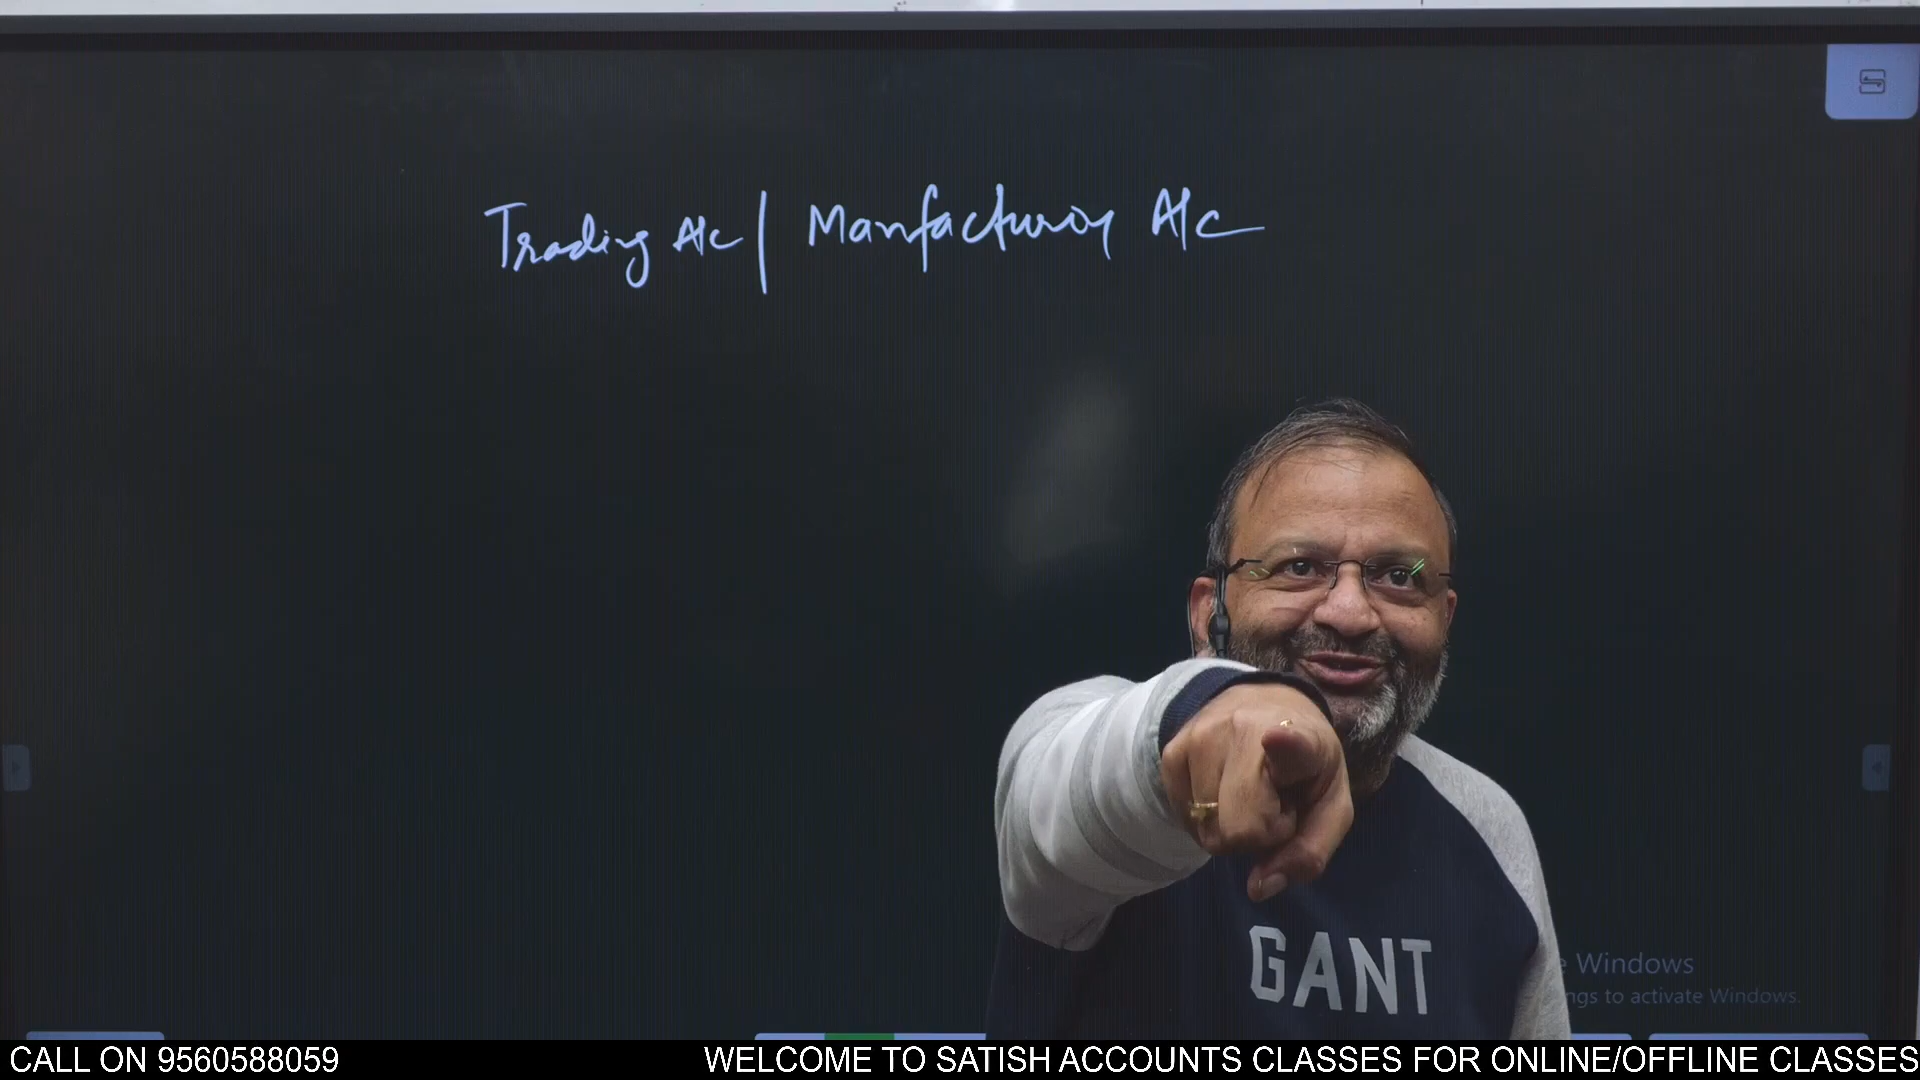 Trading A/c | Manfacturing A/c
GANT
Windows
ngs to activate Windows.
CALL ON 9560588059
WELCOME TO SATISH ACCOUNTS CLASSES FOR ONLINE/OFFLINE CLASSES